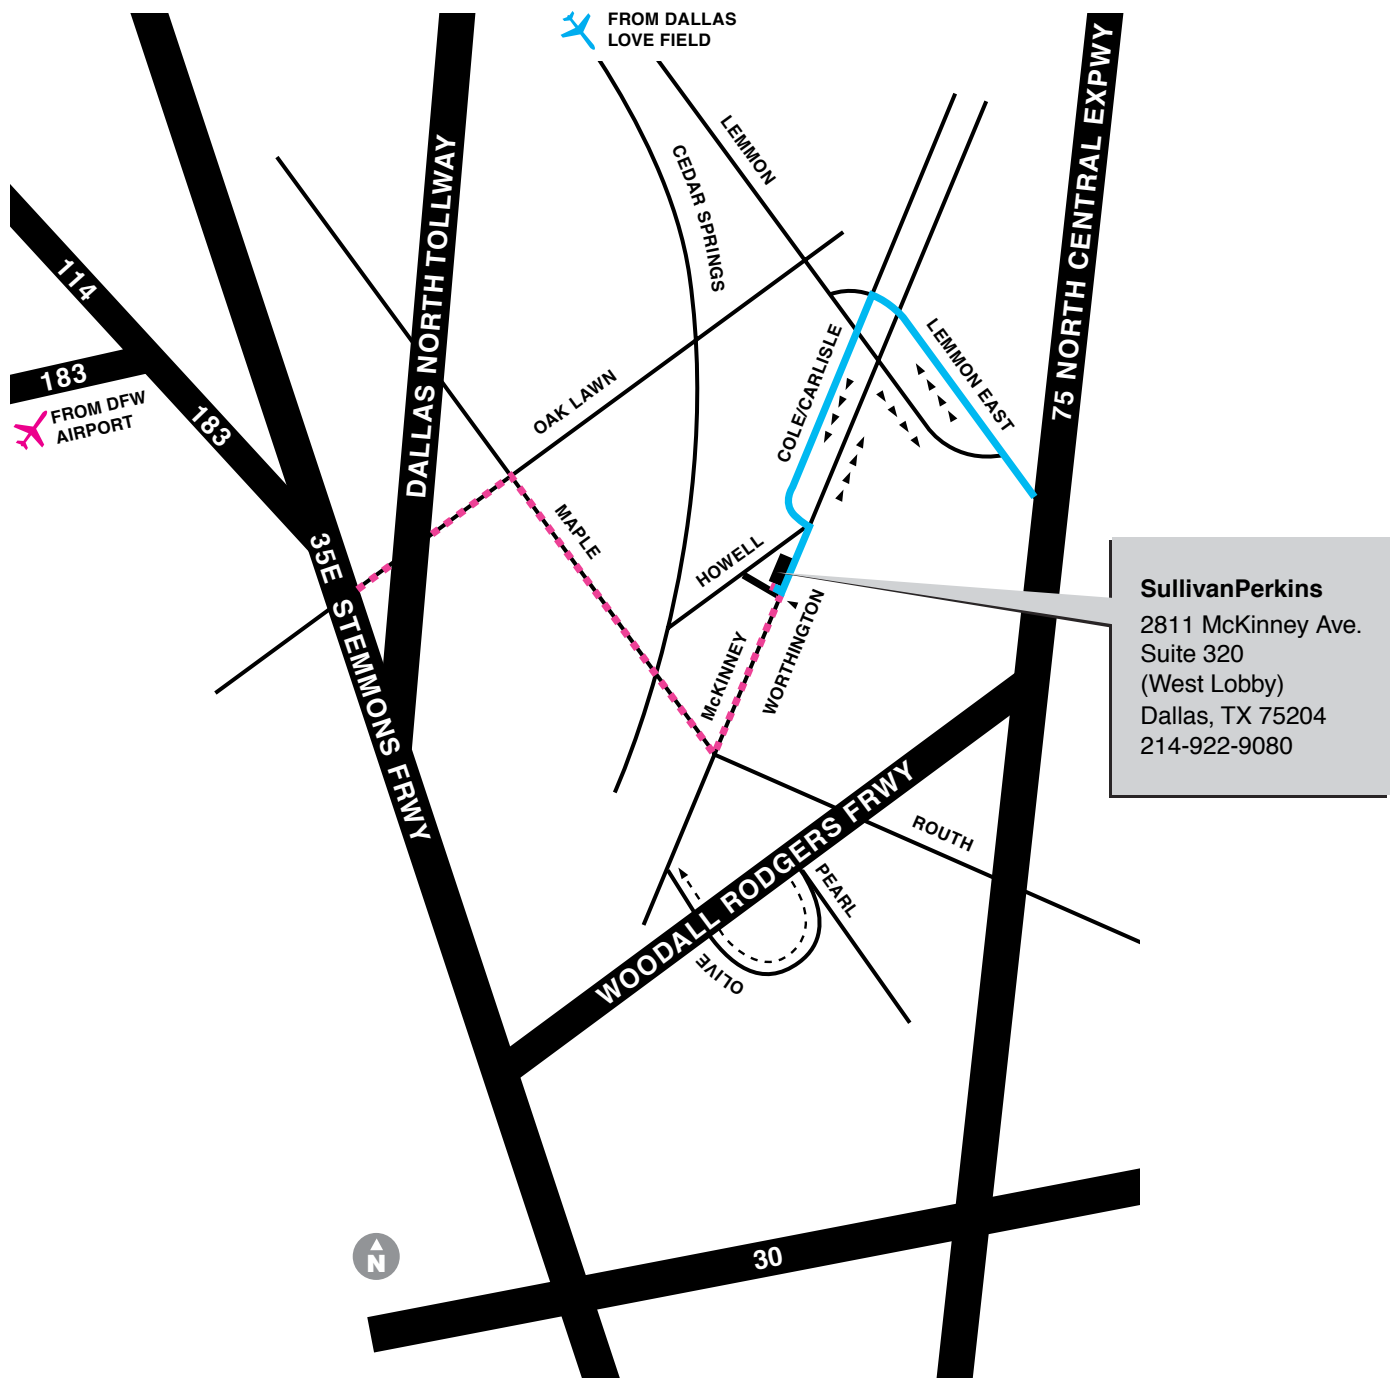 FROM DALLAS
LOVE FIELD
75 NORTH CENTRAL EXPWY
LEMMON
CEDAR SPRINGS
DALLAS NORTH TOLLWAY
114
183
FROM DFW
AIRPORT
183
OAK LAWN
COLE/CARLISLE
LEMMON EAST
MAPLE
HOWELL
35E STEMMONS FRWY
McKINNEY
WORTHINGTON
SullivanPerkins
2811 McKinney Ave.
Suite 320
(West Lobby)
Dallas, TX 75204
214-922-9080
WOODALL RODGERS FRWY
ROUTH
PEARL
OLIVE
N
30